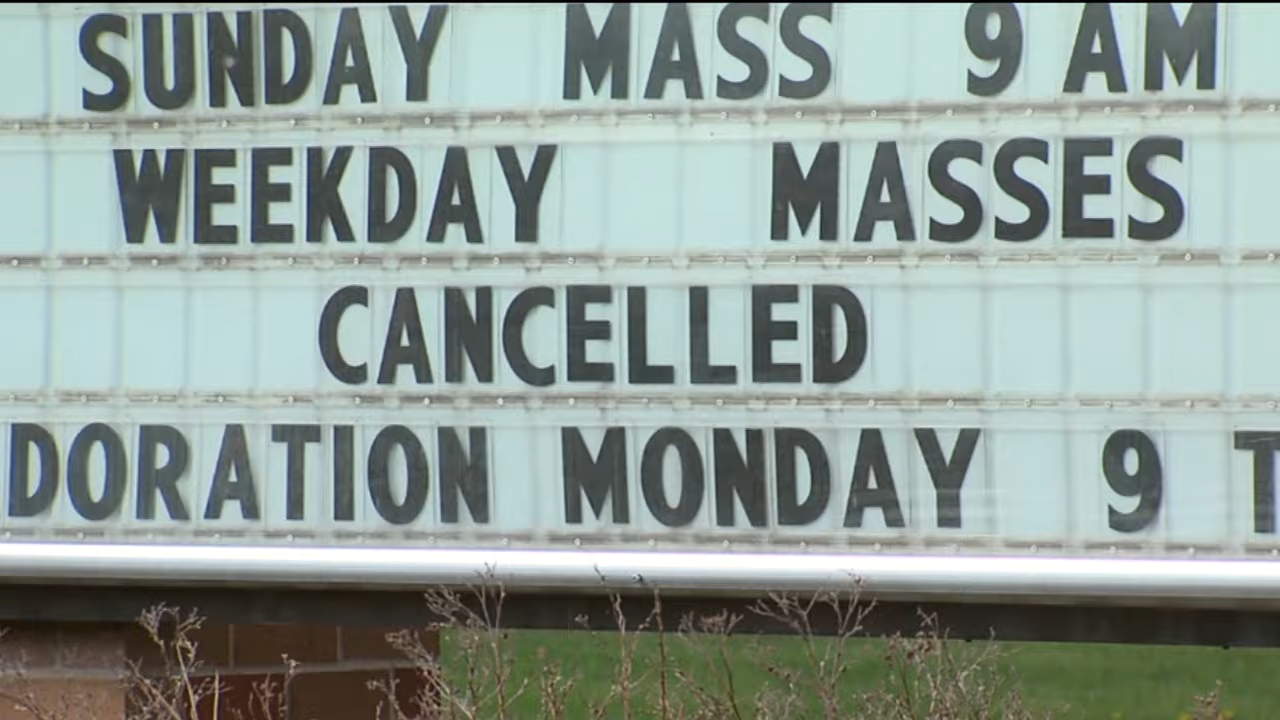 SUNDAY MASS 9 AM
WEEKDAY MASSES
CANCELLED
DORATION MONDAY 9 T